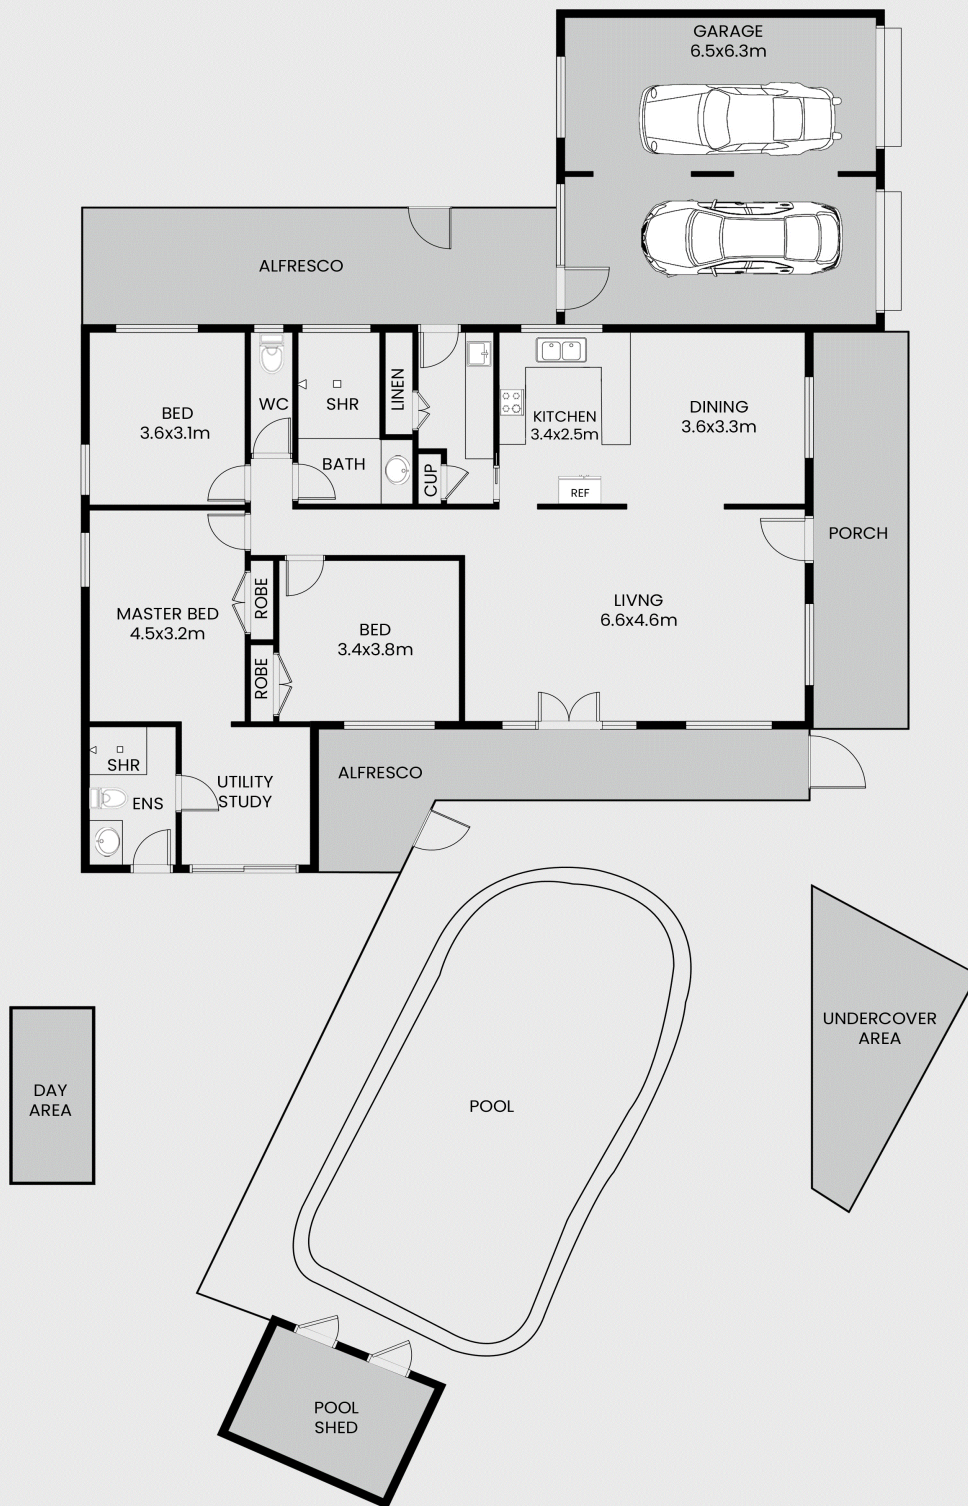 GARAGE
6.5x6.3m
ALFRESCO
BED
3.6x3.1m
WC
SHR
LINEN
BATH
CUP
KITCHEN
3.4x2.5m
REF
DINING
3.6x3.3m
PORCH
MASTER BED
4.5x3.2m
ROBE
ROBE
BED
3.4x3.8m
LIVNG
6.6x4.6m
SHR
ENS
UTILITY
STUDY
ALFRESCO
UNDERCOVER
AREA
DAY
AREA
POOL
POOL
SHED